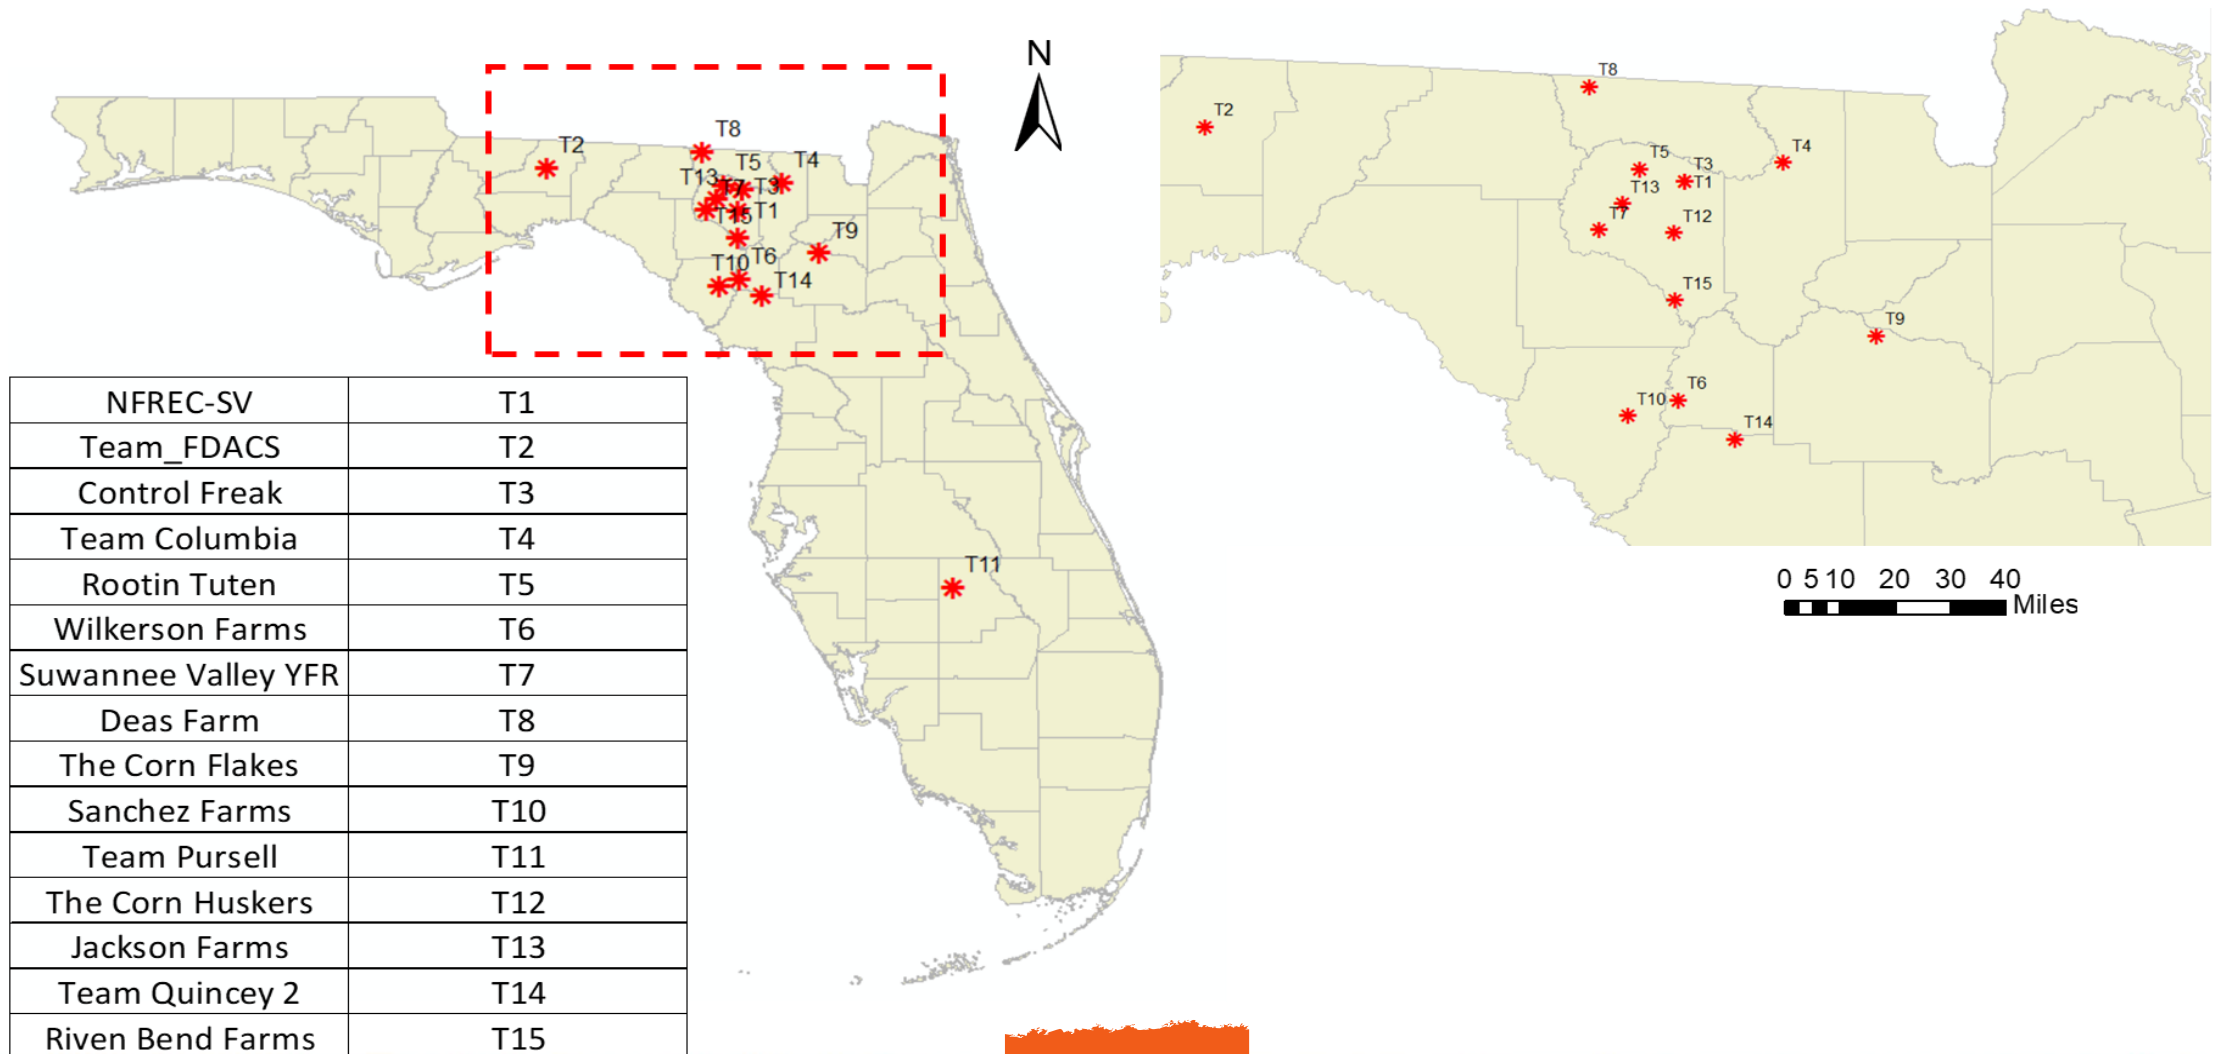 N
T2
T8
T5
T4
T13
T7
T3
T15
T1
T9
T6
T10
T14
T11
T8
T2
T5
T3
T4
T1
T13
T7
T12
T15
T9
T6
T10
T14
0 5 10 20 30 40
Miles
NFREC-SV T1
Team_FDACS T2
Control Freak T3
Team Columbia T4
Rootin Tuten T5
Wilkerson Farms T6
Suwannee Valley YFR T7
Deas Farm T8
The Corn Flakes T9
Sanchez Farms T10
Team Pursell T11
The Corn Huskers T12
Jackson Farms T13
Team Quincey 2 T14
Riven Bend Farms T15